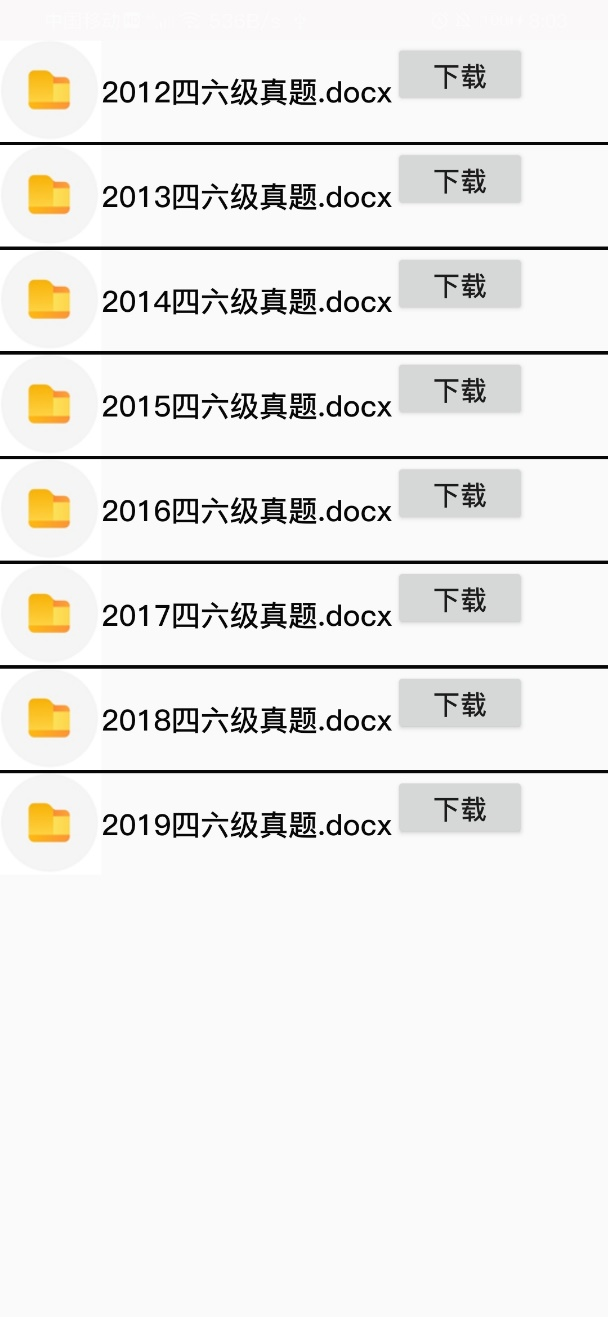 2012四六级真题.docx 下载
2013四六级真题.docx 下载
2014四六级真题.docx 下载
2015四六级真题.docx 下载
2016四六级真题.docx 下载
2017四六级真题.docx 下载
2018四六级真题.docx 下载
2019四六级真题.docx 下载